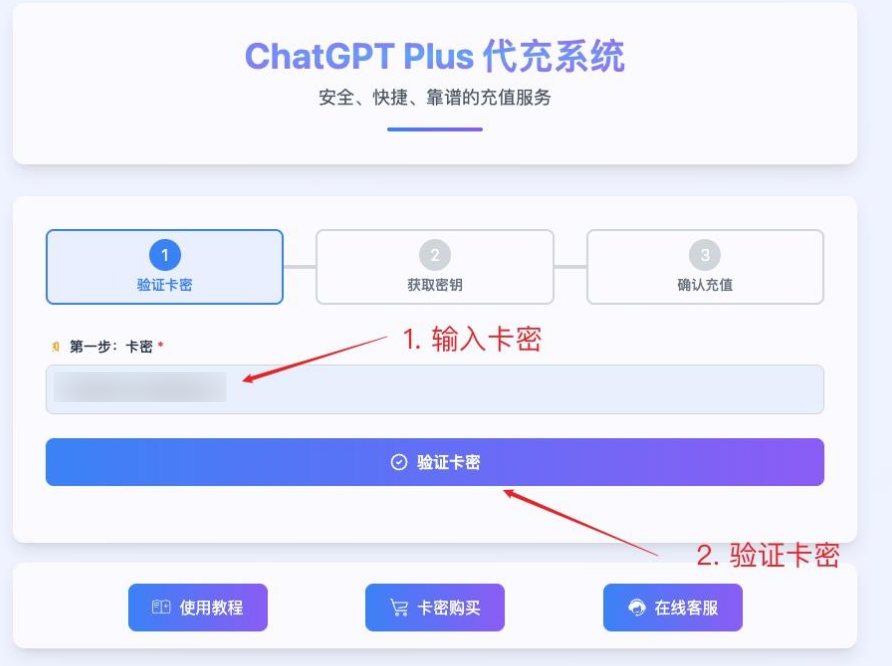 ChatGPT Plus 代充系统
安全、快捷、靠谱的充值服务
1
验证卡密
2
获取密钥
3
确认充值
第一步：卡密 *
1. 输入卡密
验证卡密
2. 验证卡密
使用教程
卡密购买
在线客服